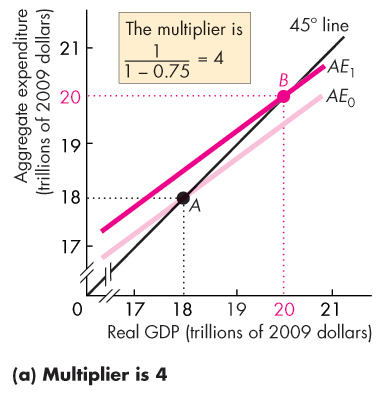 Aggregate expenditure
(trillions of 2009 dollars)
The multiplier is
1
1 – 0.75
= 4
45° line
AE1
AE0
B
A
21
20
19
18
17
0
17
18
19
20
21
Real GDP (trillions of 2009 dollars)
(a) Multiplier is 4